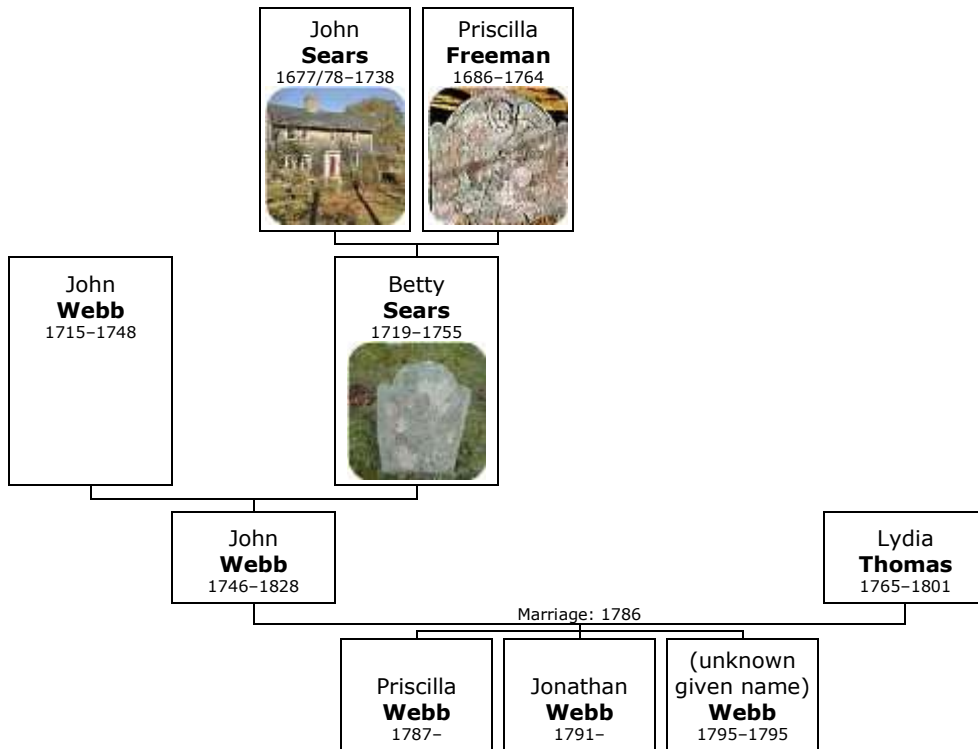 John
Sears
1677/78–1738
Priscilla
Freeman
1686–1764
John
Webb
1715–1748
Betty
Sears
1719–1755
John
Webb
1746–1828
Lydia
Thomas
1765–1801
Marriage: 1786
Priscilla
Webb
1787–
Jonathan
Webb
1791–
(unknown
given name)
Webb
1795–1795